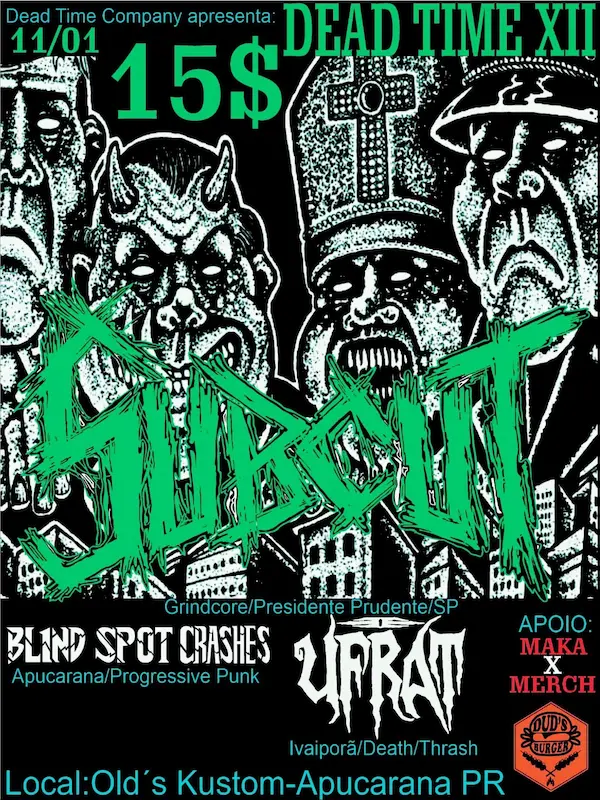 Dead Time Company apresenta:
DEAD TIME XII
11/01
15$
SUBCUT
Grindcore/Presidente Prudente/SP
BLIND SPOT CRASHES
Apucarana/Progressive Punk
UFRAT
Ivaiporã/Death/Thrash
APOIO:
MAKA
X
MERCH
DUD'S
BURGER
Local:Old´s Kustom-Apucarana PR